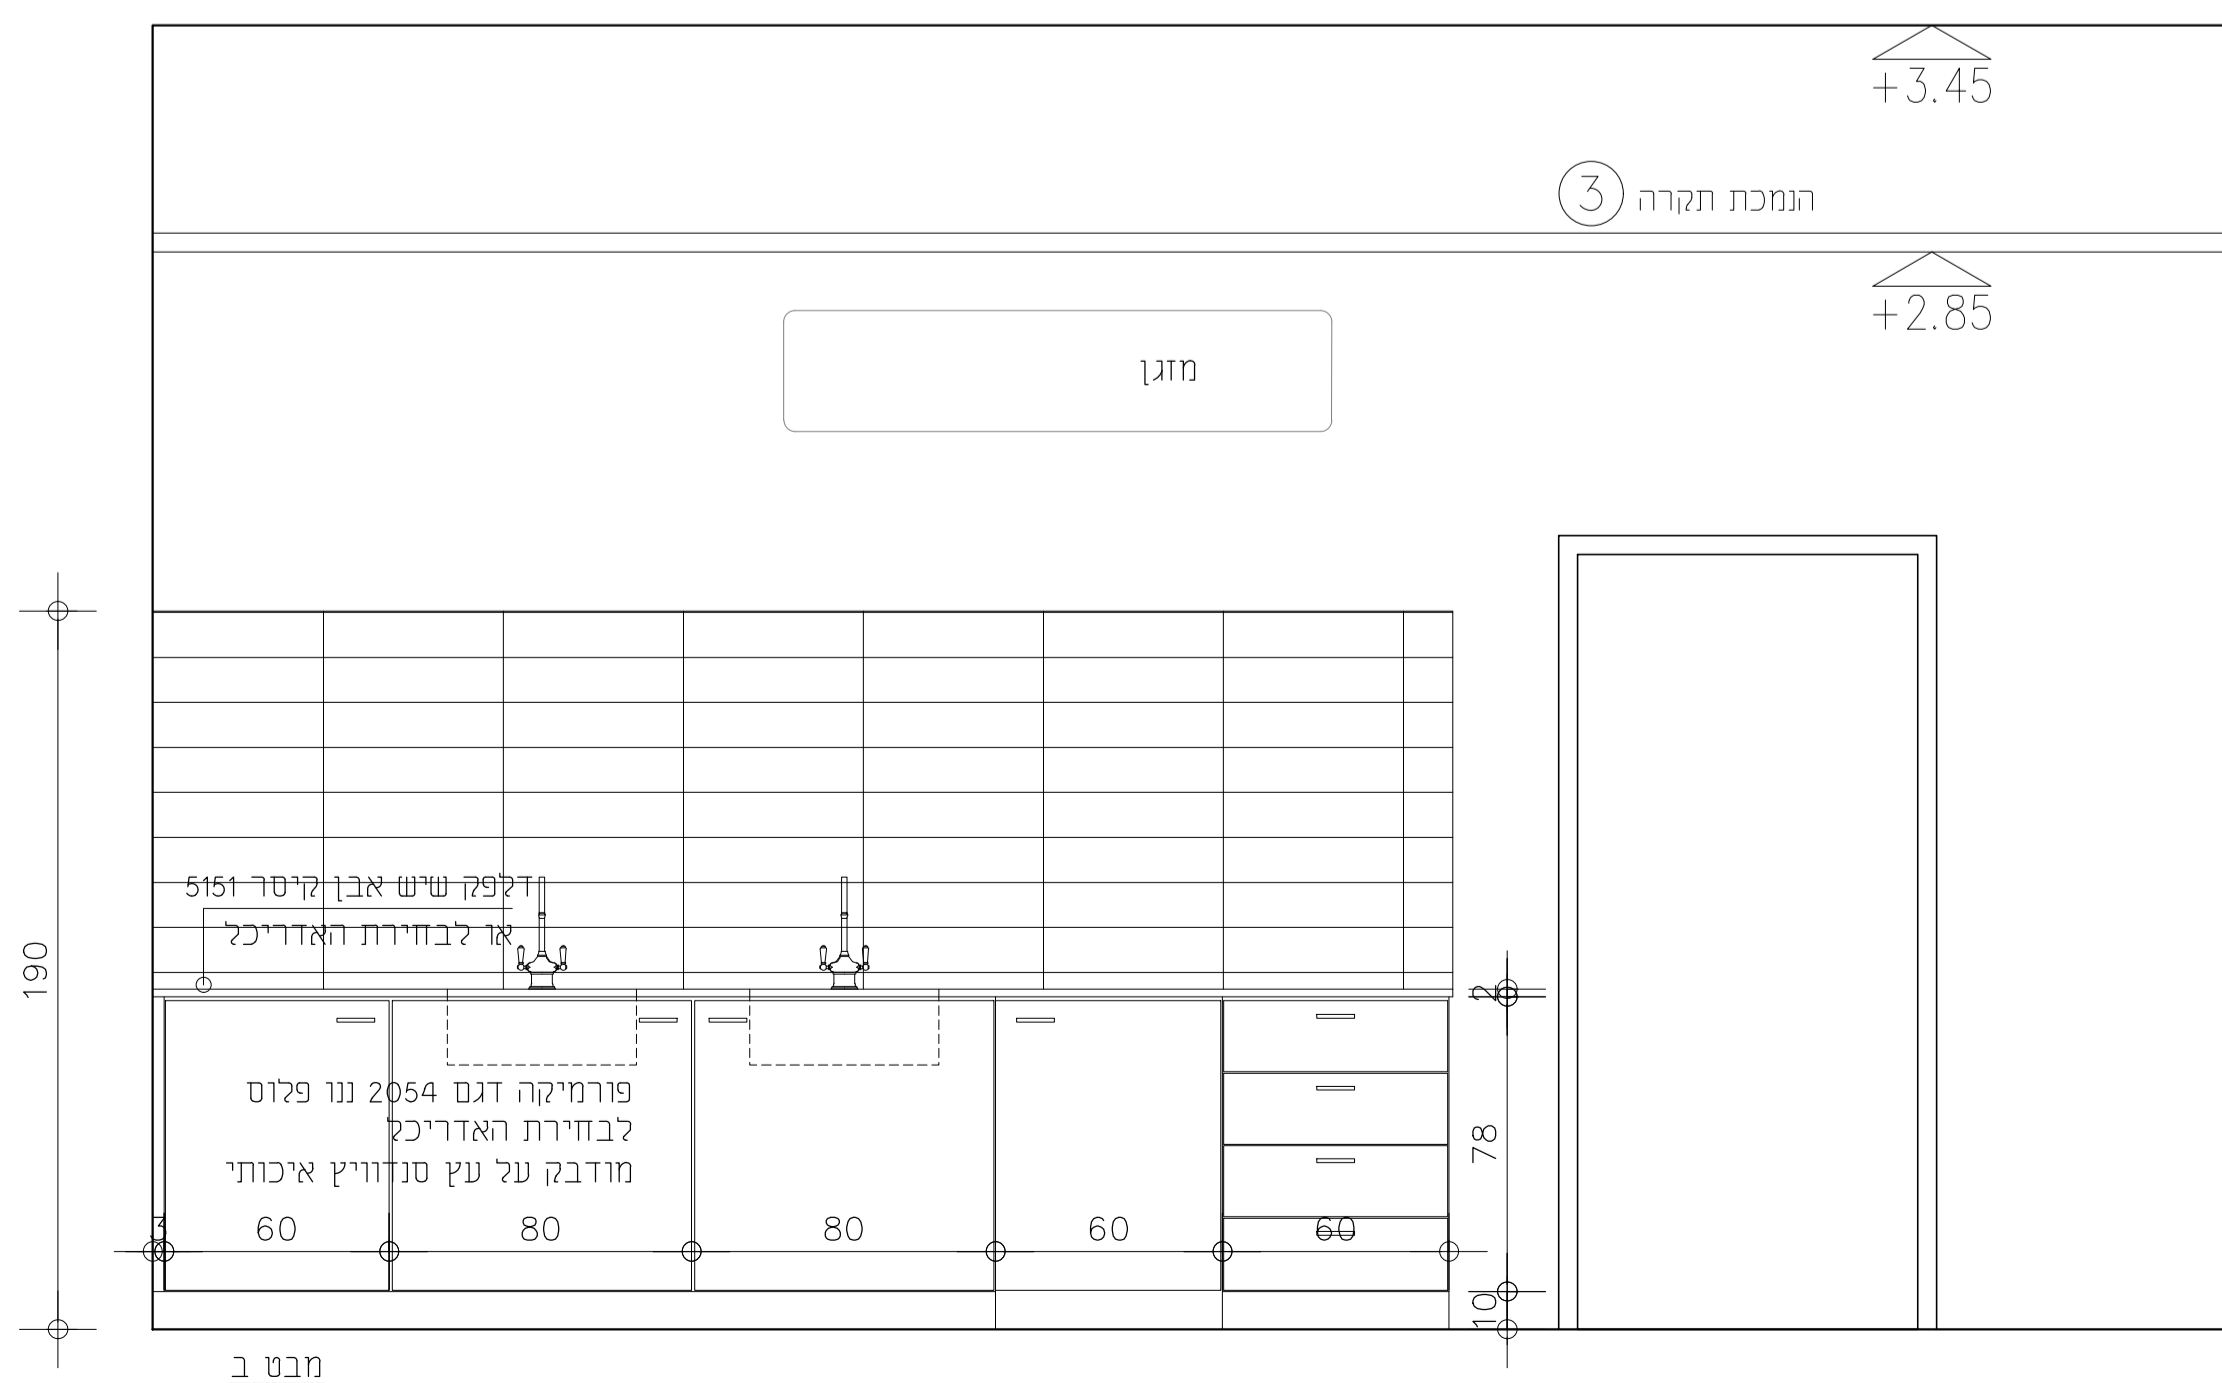 +3.45
3 הנמכת תקרה
+2.85
מזגן
190
דלפק שיש אבן קיסר 5151
או לבחירת האדריכל
2
פורמיקה דגם 2054 ננו פלוס
לבחירת האדריכל
מודבק על עץ סנדוויץ איכותי
78
3 60 80 80 60 60
10
מבט ב